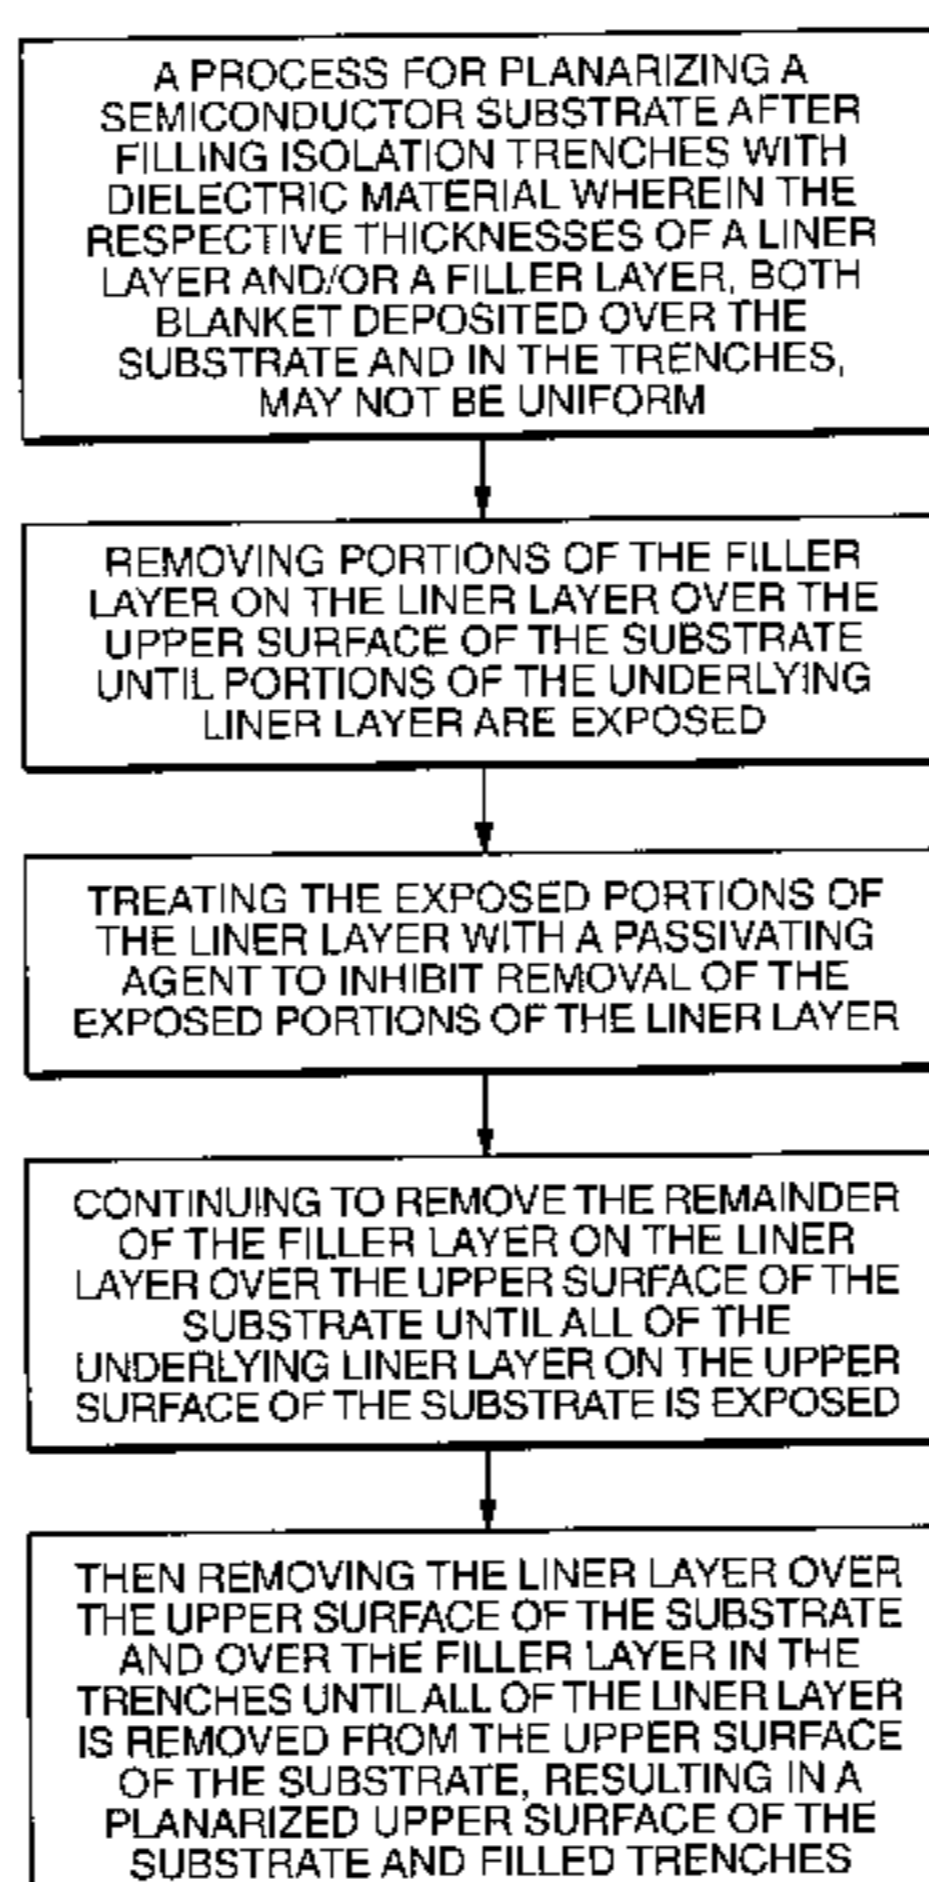 A PROCESS FOR PLANARIZING A
SEMICONDUCTOR SUBSTRATE AFTER
FILLING ISOLATION TRENCHES WITH
DIELECTRIC MATERIAL WHEREIN THE
RESPECTIVE THICKNESSES OF A LINER
LAYER AND/OR A FILLER LAYER, BOTH
BLANKET DEPOSITED OVER THE
SUBSTRATE AND IN THE TRENCHES,
MAY NOT BE UNIFORM
REMOVING PORTIONS OF THE FILLER
LAYER ON THE LINER LAYER OVER THE
UPPER SURFACE OF THE SUBSTRATE
UNTIL PORTIONS OF THE UNDERLYING
LINER LAYER ARE EXPOSED
TREATING THE EXPOSED PORTIONS OF
THE LINER LAYER WITH A PASSIVATING
AGENT TO INHIBIT REMOVAL OF THE
EXPOSED PORTIONS OF THE LINER LAYER
CONTINUING TO REMOVE THE REMAINDER
OF THE FILLER LAYER ON THE LINER
LAYER OVER THE UPPER SURFACE OF THE
SUBSTRATE UNTIL ALL OF THE
UNDERLYING LINER LAYER ON THE UPPER
SURFACE OF THE SUBSTRATE IS EXPOSED
THEN REMOVING THE LINER LAYER OVER
THE UPPER SURFACE OF THE SUBSTRATE
AND OVER THE FILLER LAYER IN THE
TRENCHES UNTIL ALL OF THE LINER LAYER
IS REMOVED FROM THE UPPER SURFACE
OF THE SUBSTRATE, RESULTING IN A
PLANARIZED UPPER SURFACE OF THE
SUBSTRATE AND FILLED TRENCHES